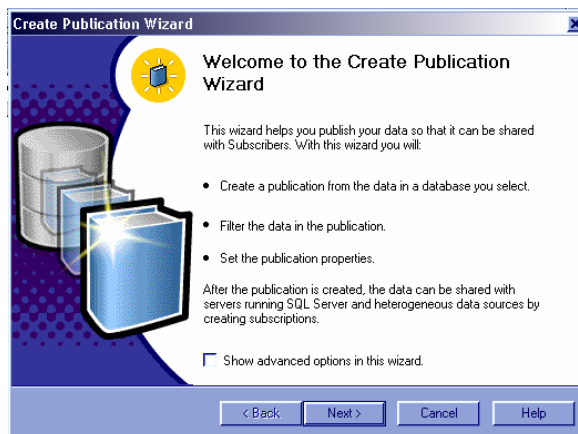 Create Publication Wizard
Welcome to the Create Publication
Wizard
This wizard helps you publish your data so that it can be shared
with Subscribers. With this wizard you will:
• Create a publication from the data in a database you select.
• Filter the data in the publication.
• Set the publication properties.
After the publication is created, the data can be shared with
servers running SQL Server and heterogeneous data sources by
creating subscriptions.
Show advanced options in this wizard.
< Back Next > Cancel Help